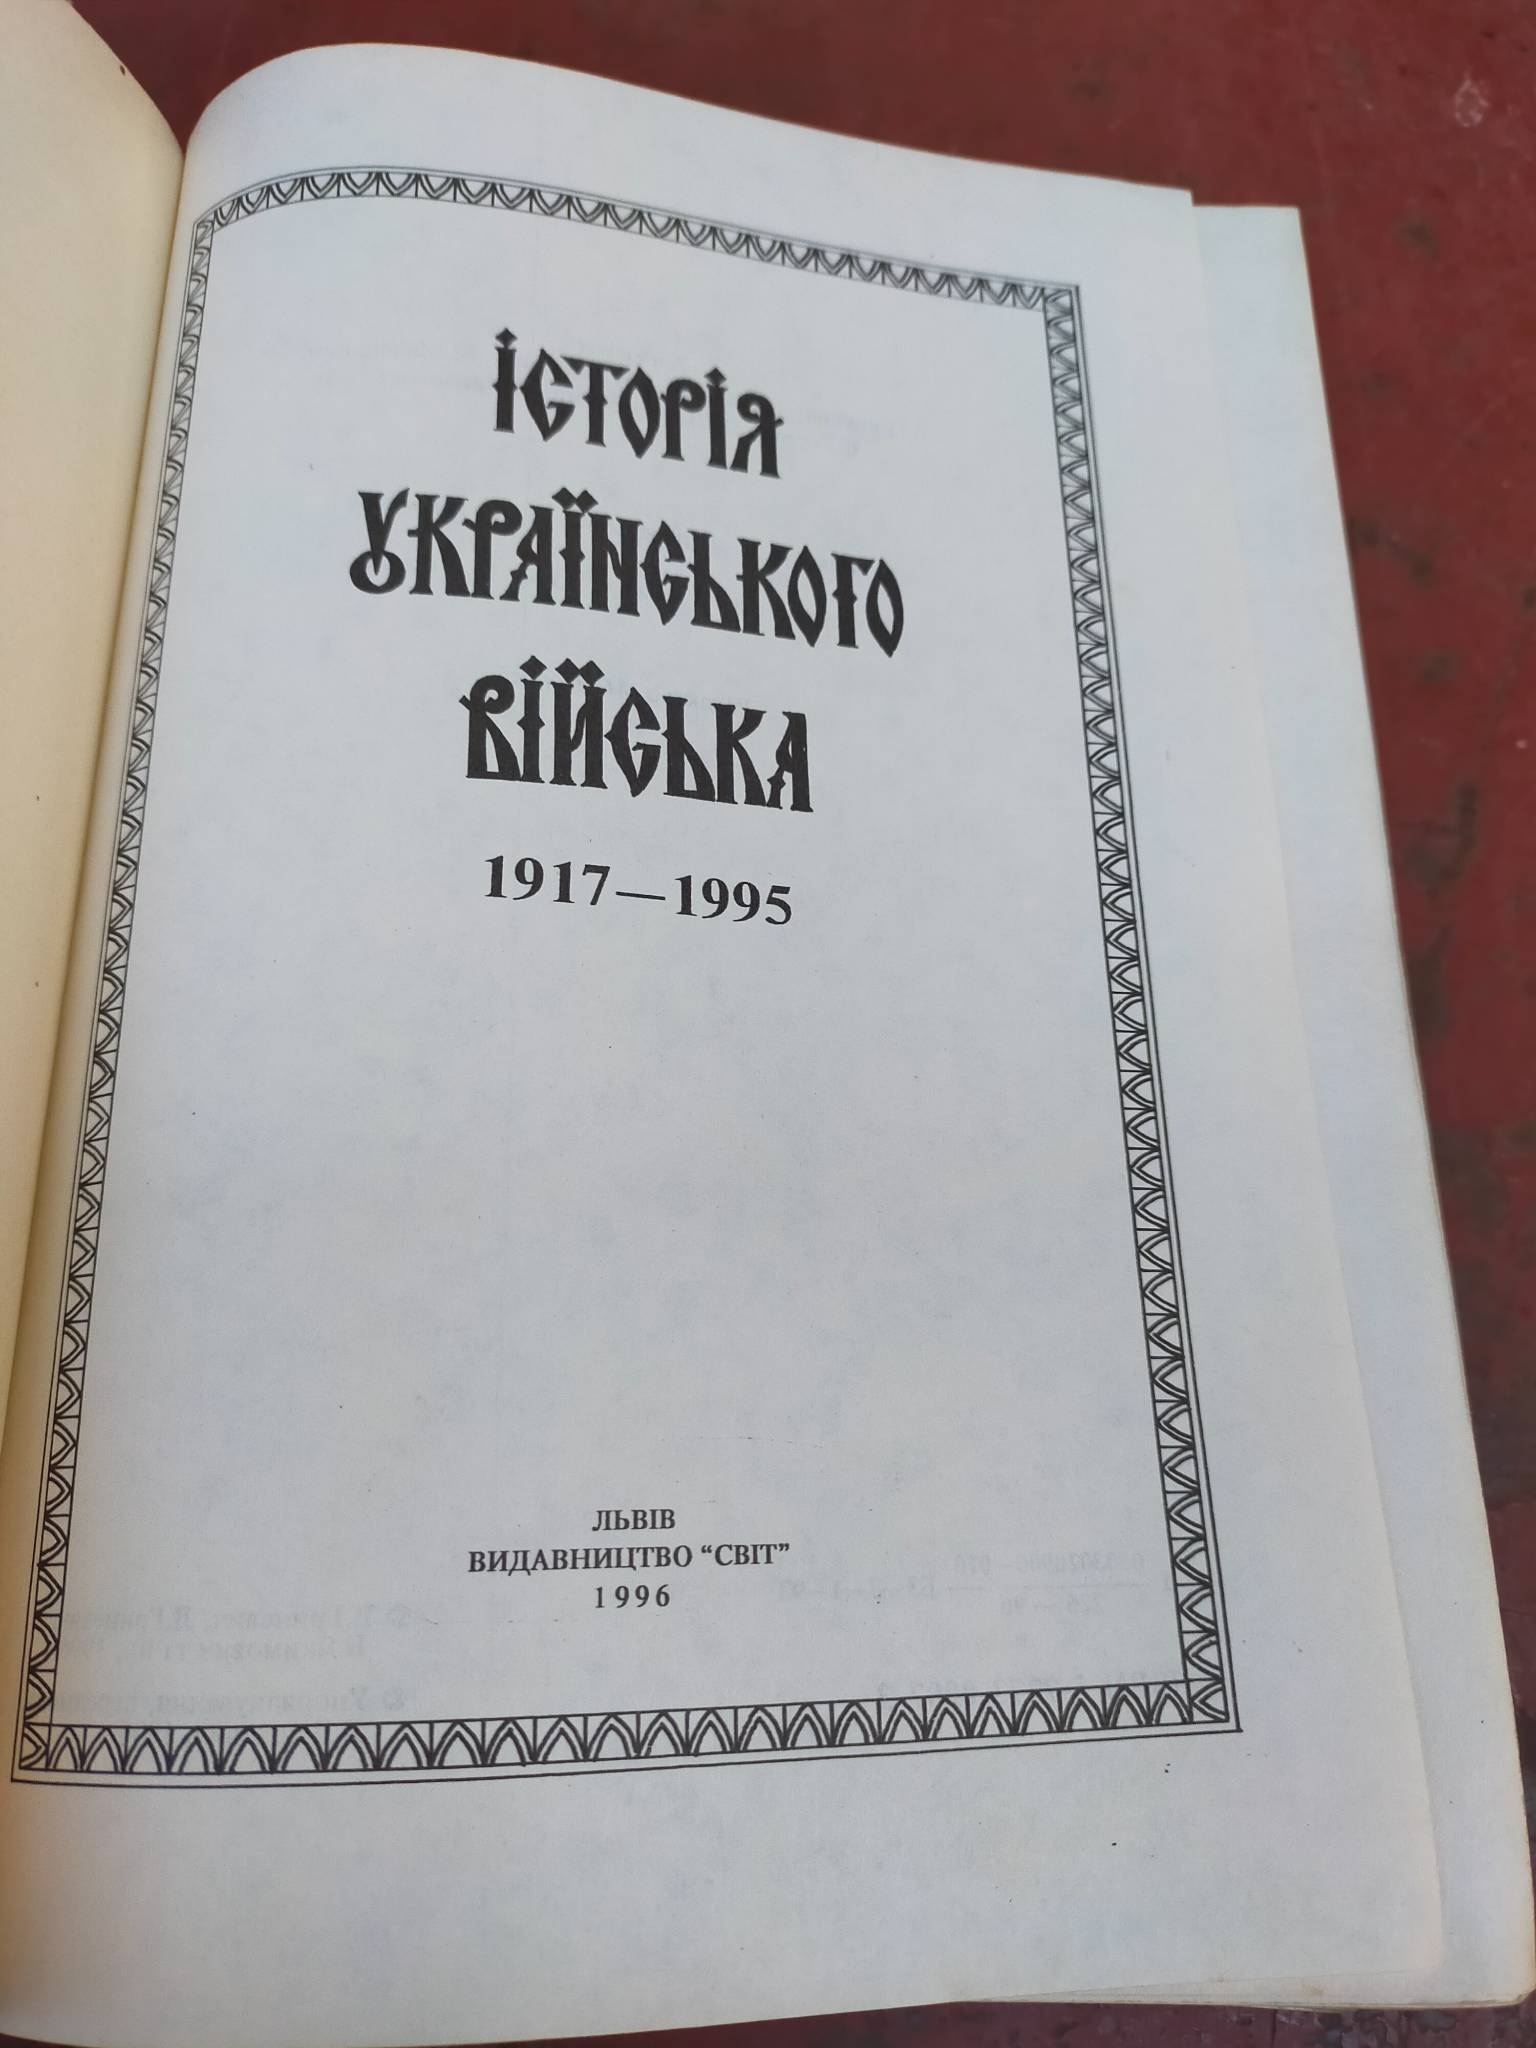 ІСТОРІЯ
УКРАЇНСЬКОГО
ВІЙСЬКА
1917—1995
ЛЬВІВ
ВИДАВНИЦТВО “СВІТ”
1996